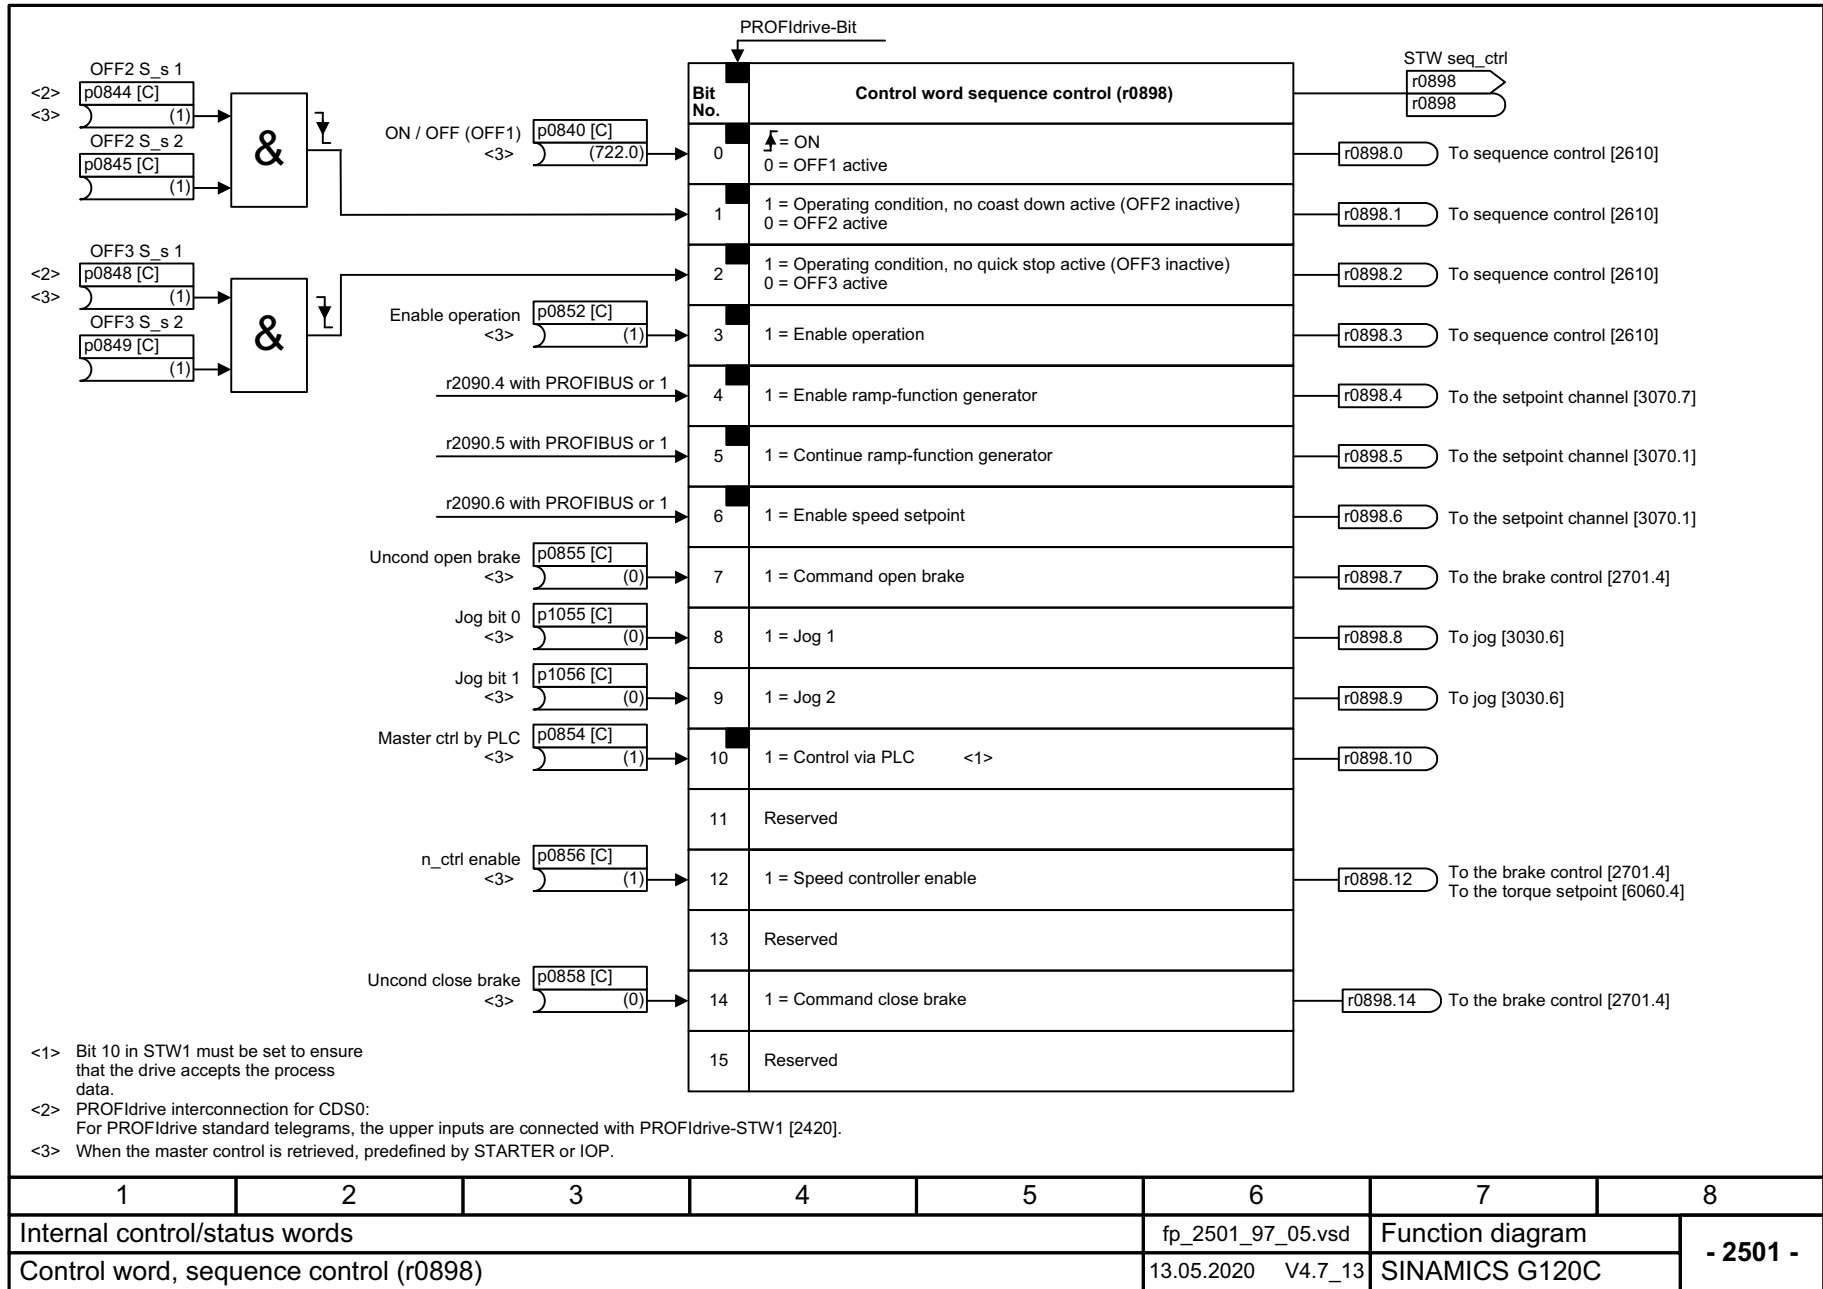 PROFIdrive-Bit
OFF2 S_s 1
<2> p0844 [C]
<3> (1)
OFF2 S_s 2
p0845 [C]
(1)
&
ON / OFF (OFF1) p0840 [C]
<3> (722.0)
OFF3 S_s 1
<2> p0848 [C]
<3> (1)
OFF3 S_s 2
p0849 [C]
(1)
&
Enable operation p0852 [C]
<3> (1)
r2090.4 with PROFIBUS or 1
r2090.5 with PROFIBUS or 1
r2090.6 with PROFIBUS or 1
Uncond open brake p0855 [C]
<3> (0)
Jog bit 0 p1055 [C]
<3> (0)
Jog bit 1 p1056 [C]
<3> (0)
Master ctrl by PLC p0854 [C]
<3> (1)
n_ctrl enable p0856 [C]
<3> (1)
Uncond close brake p0858 [C]
<3> (0)
Bit
No.
Control word sequence control (r0898)
0 = ON
0 = OFF1 active
1 1 = Operating condition, no coast down active (OFF2 inactive)
0 = OFF2 active
2 1 = Operating condition, no quick stop active (OFF3 inactive)
0 = OFF3 active
3 1 = Enable operation
4 1 = Enable ramp-function generator
5 1 = Continue ramp-function generator
6 1 = Enable speed setpoint
7 1 = Command open brake
8 1 = Jog 1
9 1 = Jog 2
10 1 = Control via PLC <1>
11 Reserved
12 1 = Speed controller enable
13 Reserved
14 1 = Command close brake
15 Reserved
STW seq_ctrl
r0898
r0898
r0898.0 To sequence control [2610]
r0898.1 To sequence control [2610]
r0898.2 To sequence control [2610]
r0898.3 To sequence control [2610]
r0898.4 To the setpoint channel [3070.7]
r0898.5 To the setpoint channel [3070.1]
r0898.6 To the setpoint channel [3070.1]
r0898.7 To the brake control [2701.4]
r0898.8 To jog [3030.6]
r0898.9 To jog [3030.6]
r0898.10
r0898.12 To the brake control [2701.4]
To the torque setpoint [6060.4]
r0898.14 To the brake control [2701.4]
<1> Bit 10 in STW1 must be set to ensure
that the drive accepts the process
data.
<2> PROFIdrive interconnection for CDS0:
For PROFIdrive standard telegrams, the upper inputs are connected with PROFIdrive-STW1 [2420].
<3> When the master control is retrieved, predefined by STARTER or IOP.
1 2 3 4 5 6 7 8
Internal control/status words fp_2501_97_05.vsd Function diagram
- 2501 -
Control word, sequence control (r0898) 13.05.2020 V4.7_13 SINAMICS G120C